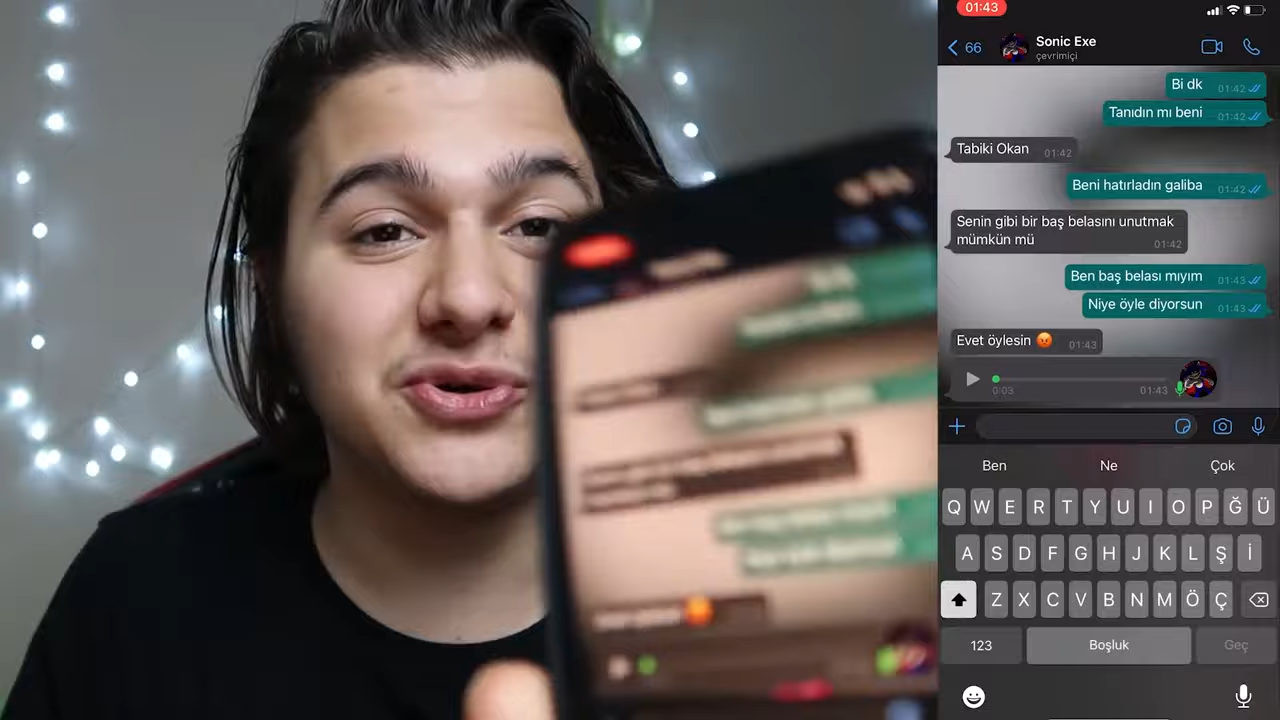 01:43
66
Sonic Exe
çevrimiçi
Bi dk 01:42
Tanıdın mı beni 01:42
Tabiki Okan 01:42
Beni hatırladın galiba 01:42
Senin gibi bir baş belasını unutmak
mümkün mü 01:42
Ben baş belası mıyım 01:43
Niye öyle diyorsun 01:43
Evet öylesin 😡 01:43
0:03 01:43
Ben Ne Çok
Q W E R T Y U I O P Ğ Ü
A S D F G H J K L Ş İ
Z X C V B N M Ö Ç
123 Boşluk Geç